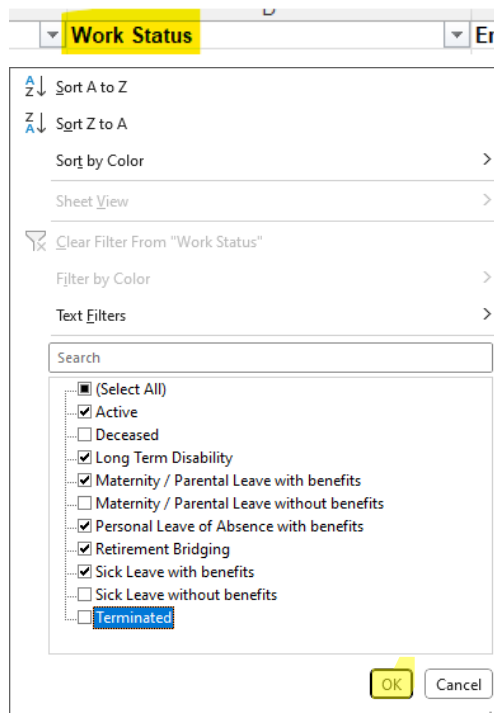 Work Status
Sort A to Z
Sort Z to A
Sort by Color
Sheet View
Clear Filter From "Work Status"
Filter by Color
Text Filters
Search
(Select All)
Active
Deceased
Long Term Disability
Maternity / Parental Leave with benefits
Maternity / Parental Leave without benefits
Personal Leave of Absence with benefits
Retirement Bridging
Sick Leave with benefits
Sick Leave without benefits
Terminated
OK Cancel